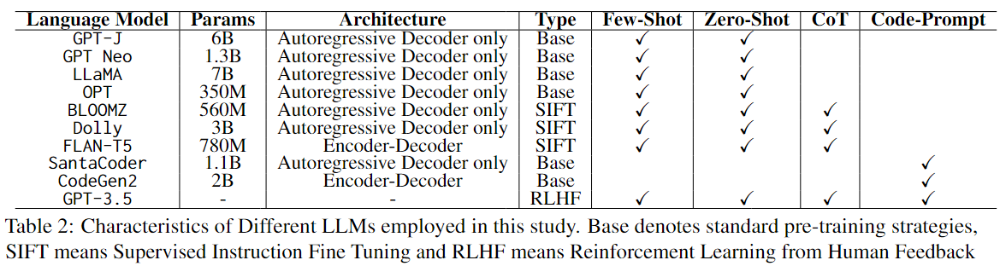 Language Model Params Architecture Type Few-Shot Zero-Shot CoT Code-Prompt
GPT-J 6B Autoregressive Decoder only Base ✓ ✓
GPT Neo 1.3B Autoregressive Decoder only Base ✓ ✓
LLaMA 7B Autoregressive Decoder only Base ✓ ✓
OPT 350M Autoregressive Decoder only Base ✓ ✓
BLOOMZ 560M Autoregressive Decoder only SIFT ✓ ✓ ✓
Dolly 3B Autoregressive Decoder only SIFT ✓ ✓ ✓
FLAN-T5 780M Encoder-Decoder SIFT ✓ ✓ ✓
SantaCoder 1.1B Autoregressive Decoder only Base ✓
CodeGen2 2B Encoder-Decoder Base ✓
GPT-3.5 - - RLHF ✓ ✓ ✓ ✓
Table 2: Characteristics of Different LLMs employed in this study. Base denotes standard pre-training strategies,
SIFT means Supervised Instruction Fine Tuning and RLHF means Reinforcement Learning from Human Feedback